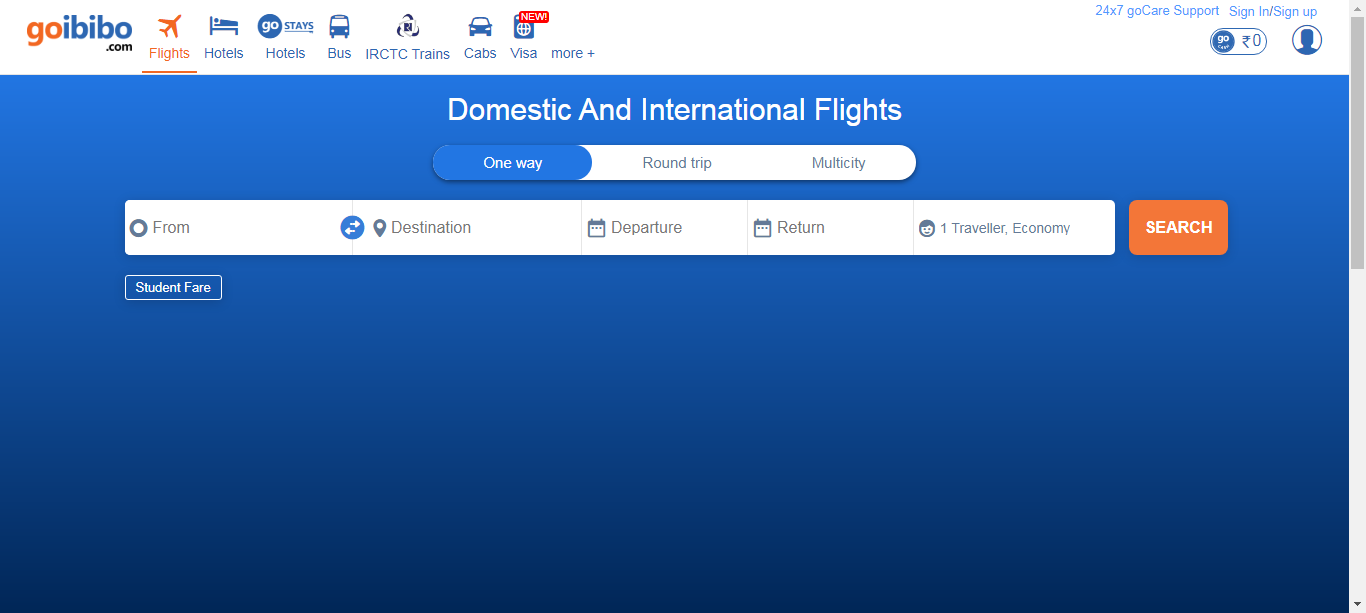 goibibo
.com
Flights
Hotels
go STAYS
Hotels
Bus
IRCTC Trains
Cabs
NEW!
Visa
more +
24x7 goCare Support
Sign In/Sign up
go
CASH
₹0
Domestic And International Flights
One way
Round trip
Multicity
From
Destination
Departure
Return
1 Traveller, Economy
SEARCH
Student Fare